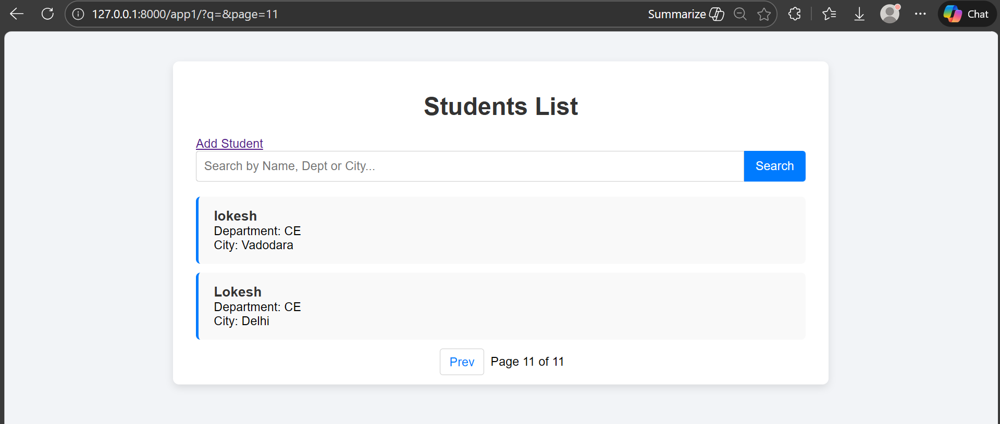 127.0.0.1:8000/app1/?q=&page=11 Summarize Chat
Students List
Add Student
Search by Name, Dept or City... Search
lokesh
Department: CE
City: Vadodara
Lokesh
Department: CE
City: Delhi
Prev Page 11 of 11